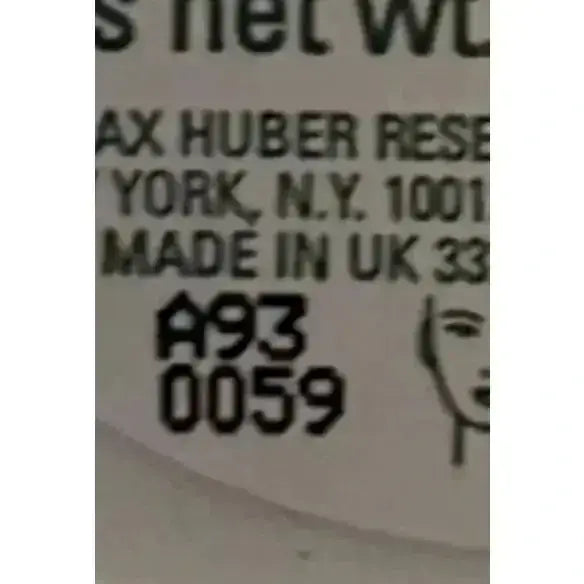 s net wt.
AX HUBER RESE
YORK, N.Y. 1001
MADE IN UK 33
A93
0059